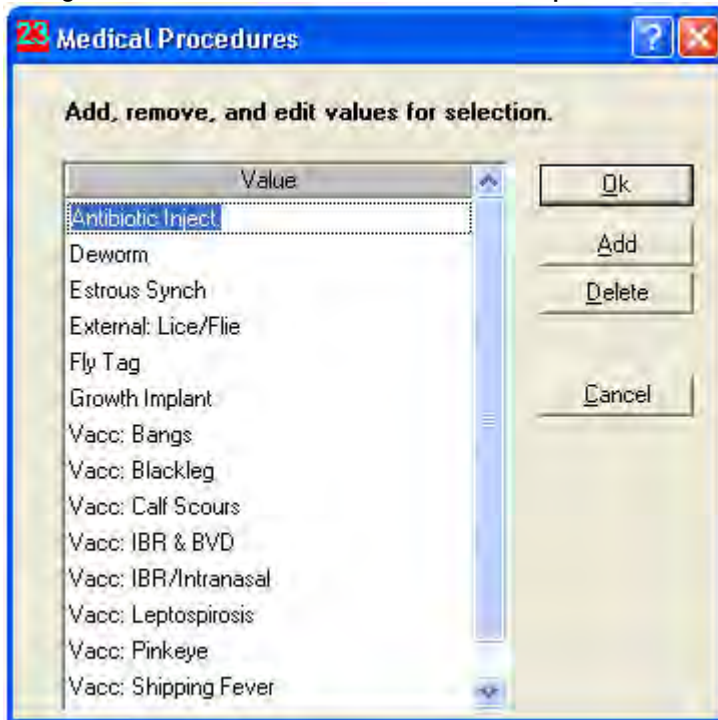 23 Medical Procedures
Add, remove, and edit values for selection.
Value
Antibiotic Inject.
Deworm
Estrous Synch
External: Lice/Flie
Fly Tag
Growth Implant
Vacc: Bangs
Vacc: Blackleg
Vacc: Calf Scours
Vacc: IBR & BVD
Vacc: IBR/Intranasal
Vacc: Leptospirosis
Vacc: Pinkeye
Vacc: Shipping Fever
Ok
Add
Delete
Cancel